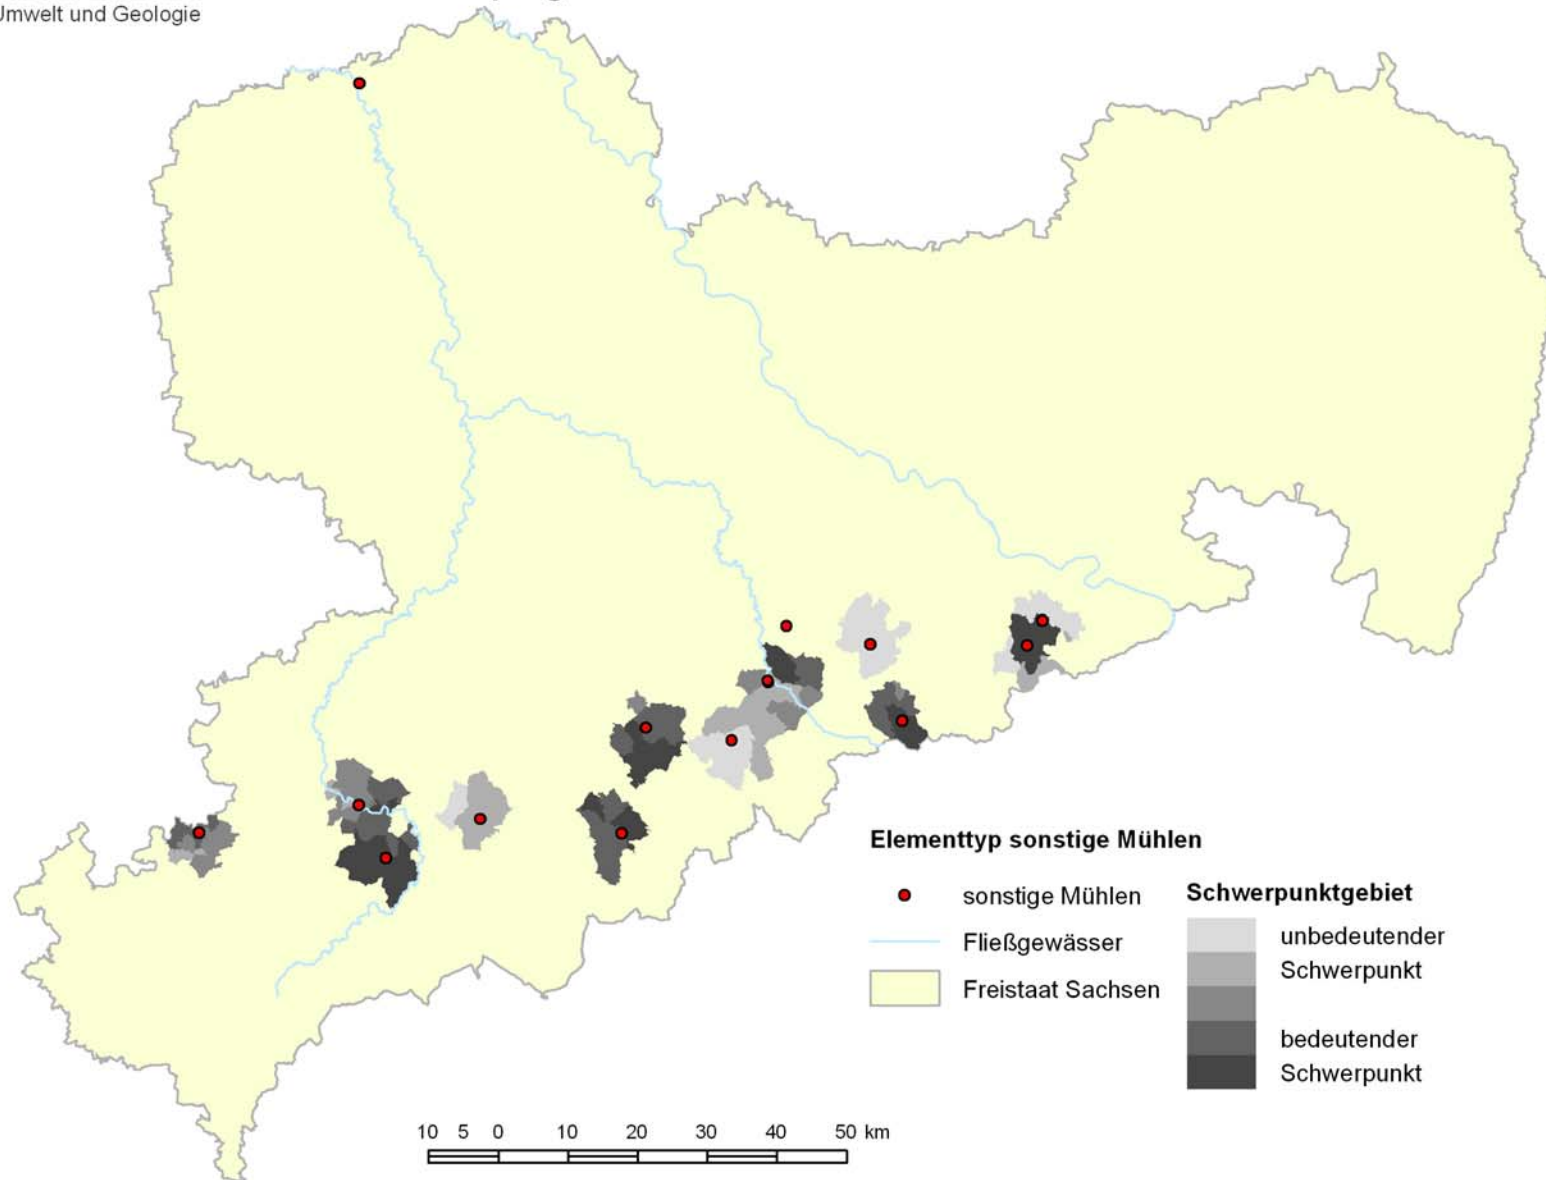 Umwelt und Geologie
Elementtyp sonstige Mühlen
sonstige Mühlen
Fließgewässer
Freistaat Sachsen
Schwerpunktgebiet
unbedeutender
Schwerpunkt
bedeutender
Schwerpunkt
10 5 0 10 20 30 40 50 km